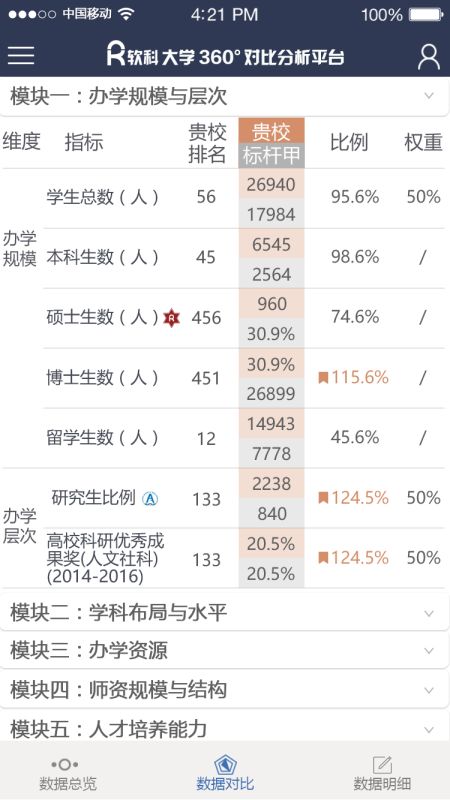 中国移动 4:21 PM 100%
软科 大学 360° 对比分析平台
模块一：办学规模与层次
维度 指标 贵校排名 贵校 标杆甲 比例 权重
办学规模
学生总数（人） 56 26940 17984 95.6% 50%
本科生数（人） 45 6545 2564 98.6% /
硕士生数（人） 456 960 30.9% 74.6% /
博士生数（人） 451 30.9% 26899 115.6% /
留学生数（人） 12 14943 7778 45.6% /
办学层次
研究生比例 A 133 2238 840 124.5% 50%
高校科研优秀成
果奖(人文社科)
(2014-2016) 133 20.5% 20.5% 124.5% 50%
模块二：学科布局与水平
模块三：办学资源
模块四：师资规模与结构
模块五：人才培养能力
数据总览 数据对比 数据明细